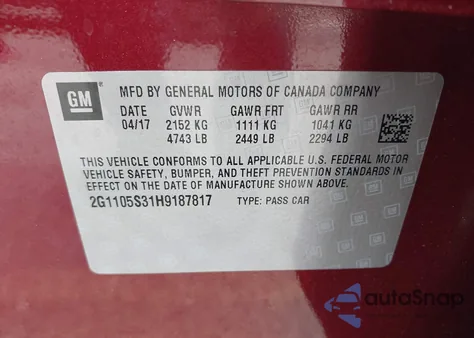 GM
MFD BY GENERAL MOTORS OF CANADA COMPANY
DATE GVWR GAWR FRT GAWR RR
04/17 2152 KG 1111 KG 1041 KG
4743 LB 2449 LB 2294 LB
THIS VEHICLE CONFORMS TO ALL APPLICABLE U.S. FEDERAL MOTOR
VEHICLE SAFETY, BUMPER, AND THEFT PREVENTION STANDARDS
IN EFFECT ON THE DATE OF MANUFACTURE SHOWN ABOVE.
2G1105S31H9187817 TYPE: PASS CAR
autoSnap